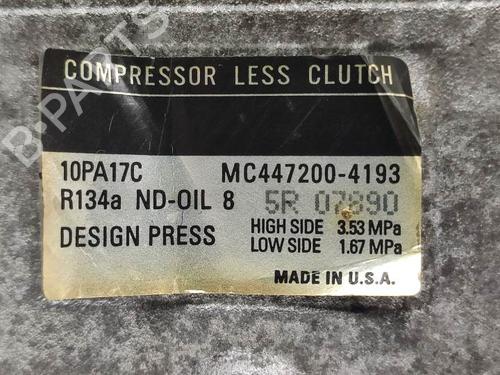 COMPRESSOR LESS CLUTCH
10PA17C MC447200-4193
R134a ND-OIL 8 5R 07890
DESIGN PRESS HIGH SIDE 3.53 MPa
LOW SIDE 1.67 MPa
MADE IN U.S.A.
B-PARTS